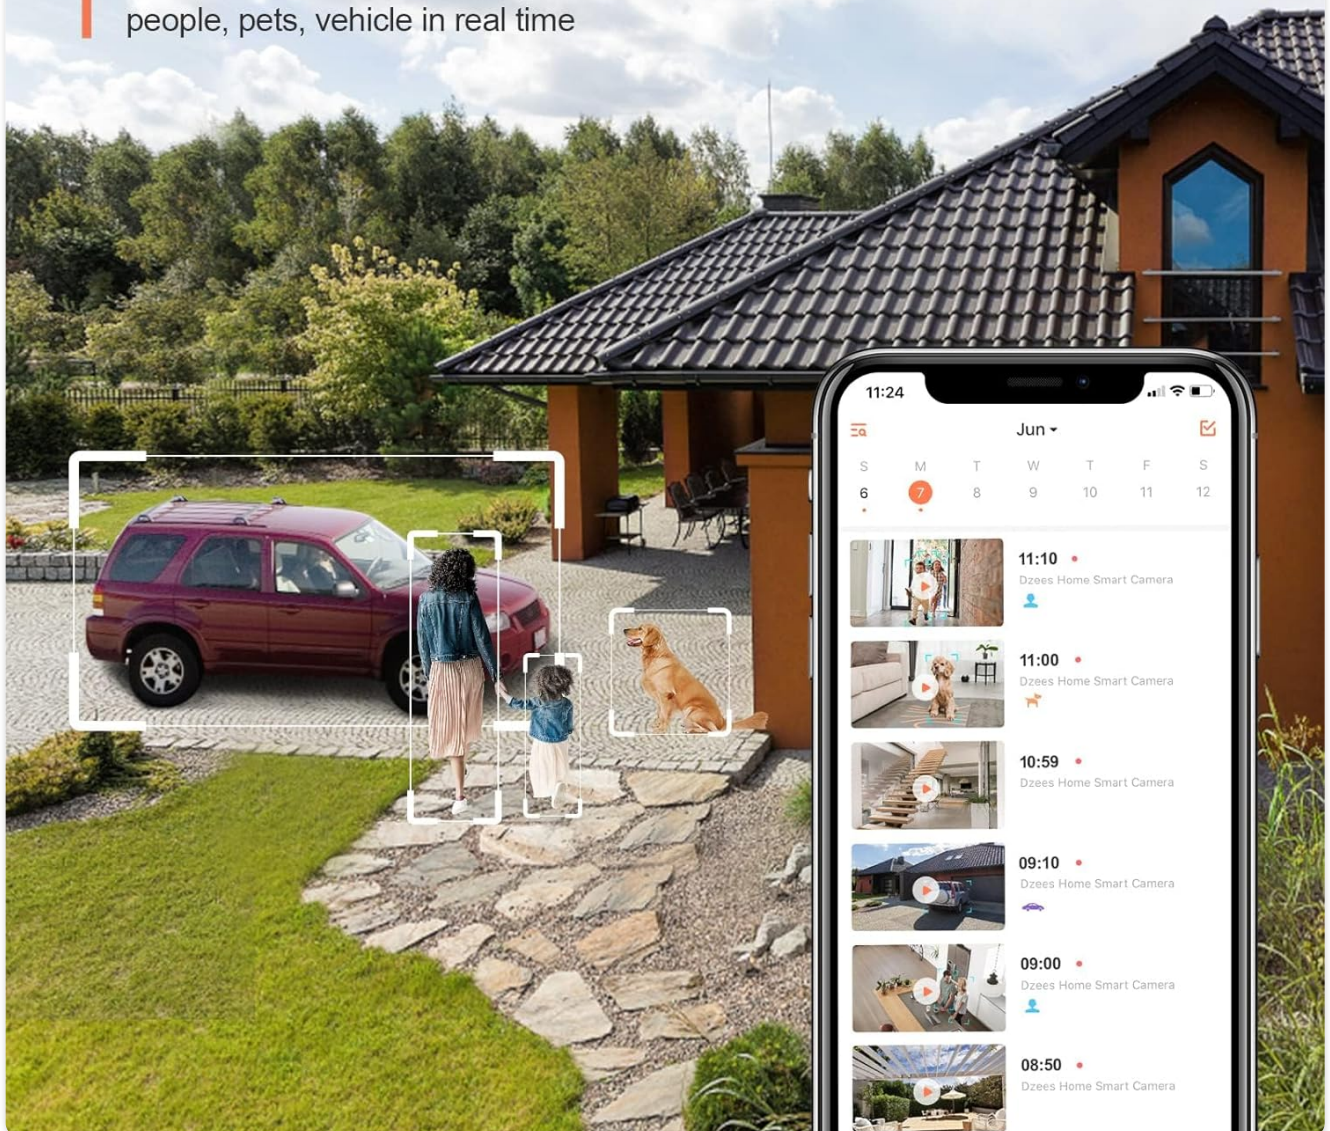 people, pets, vehicle in real time
11:24
Jun
S M T W T F S
6 7 8 9 10 11 12
11:10
Dzees Home Smart Camera
11:00
Dzees Home Smart Camera
10:59
Dzees Home Smart Camera
09:10
Dzees Home Smart Camera
09:00
Dzees Home Smart Camera
08:50
Dzees Home Smart Camera